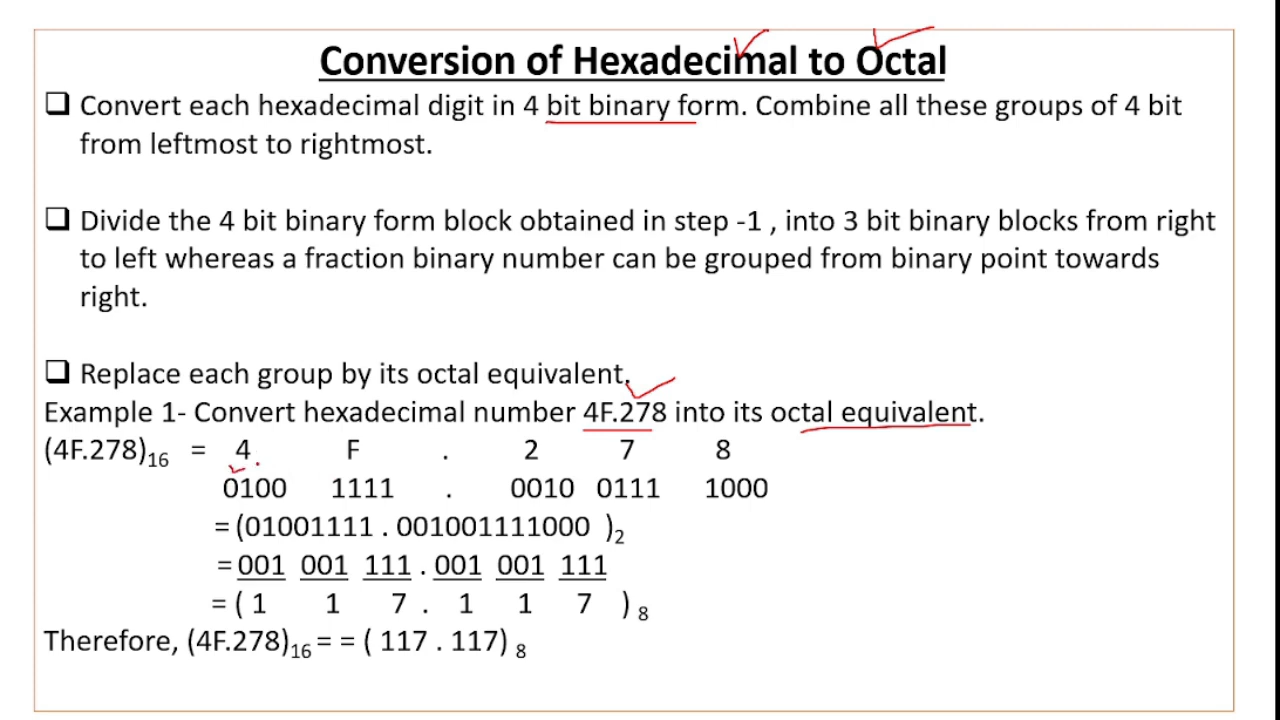 Conversion of Hexadecimal to Octal
❑ Convert each hexadecimal digit in 4 bit binary form. Combine all these groups of 4 bit
from leftmost to rightmost.
❑ Divide the 4 bit binary form block obtained in step -1 , into 3 bit binary blocks from right
to left whereas a fraction binary number can be grouped from binary point towards
right.
❑ Replace each group by its octal equivalent.
Example 1- Convert hexadecimal number 4F.278 into its octal equivalent.
(4F.278)₁₆ = 4 F . 2 7 8
0100 1111 . 0010 0111 1000
= (01001111 . 001001111000 )₂
= 001 001 111 . 001 001 111
= ( 1 1 7 . 1 1 7 ) ₈
Therefore, (4F.278)₁₆ = = ( 117 . 117) ₈